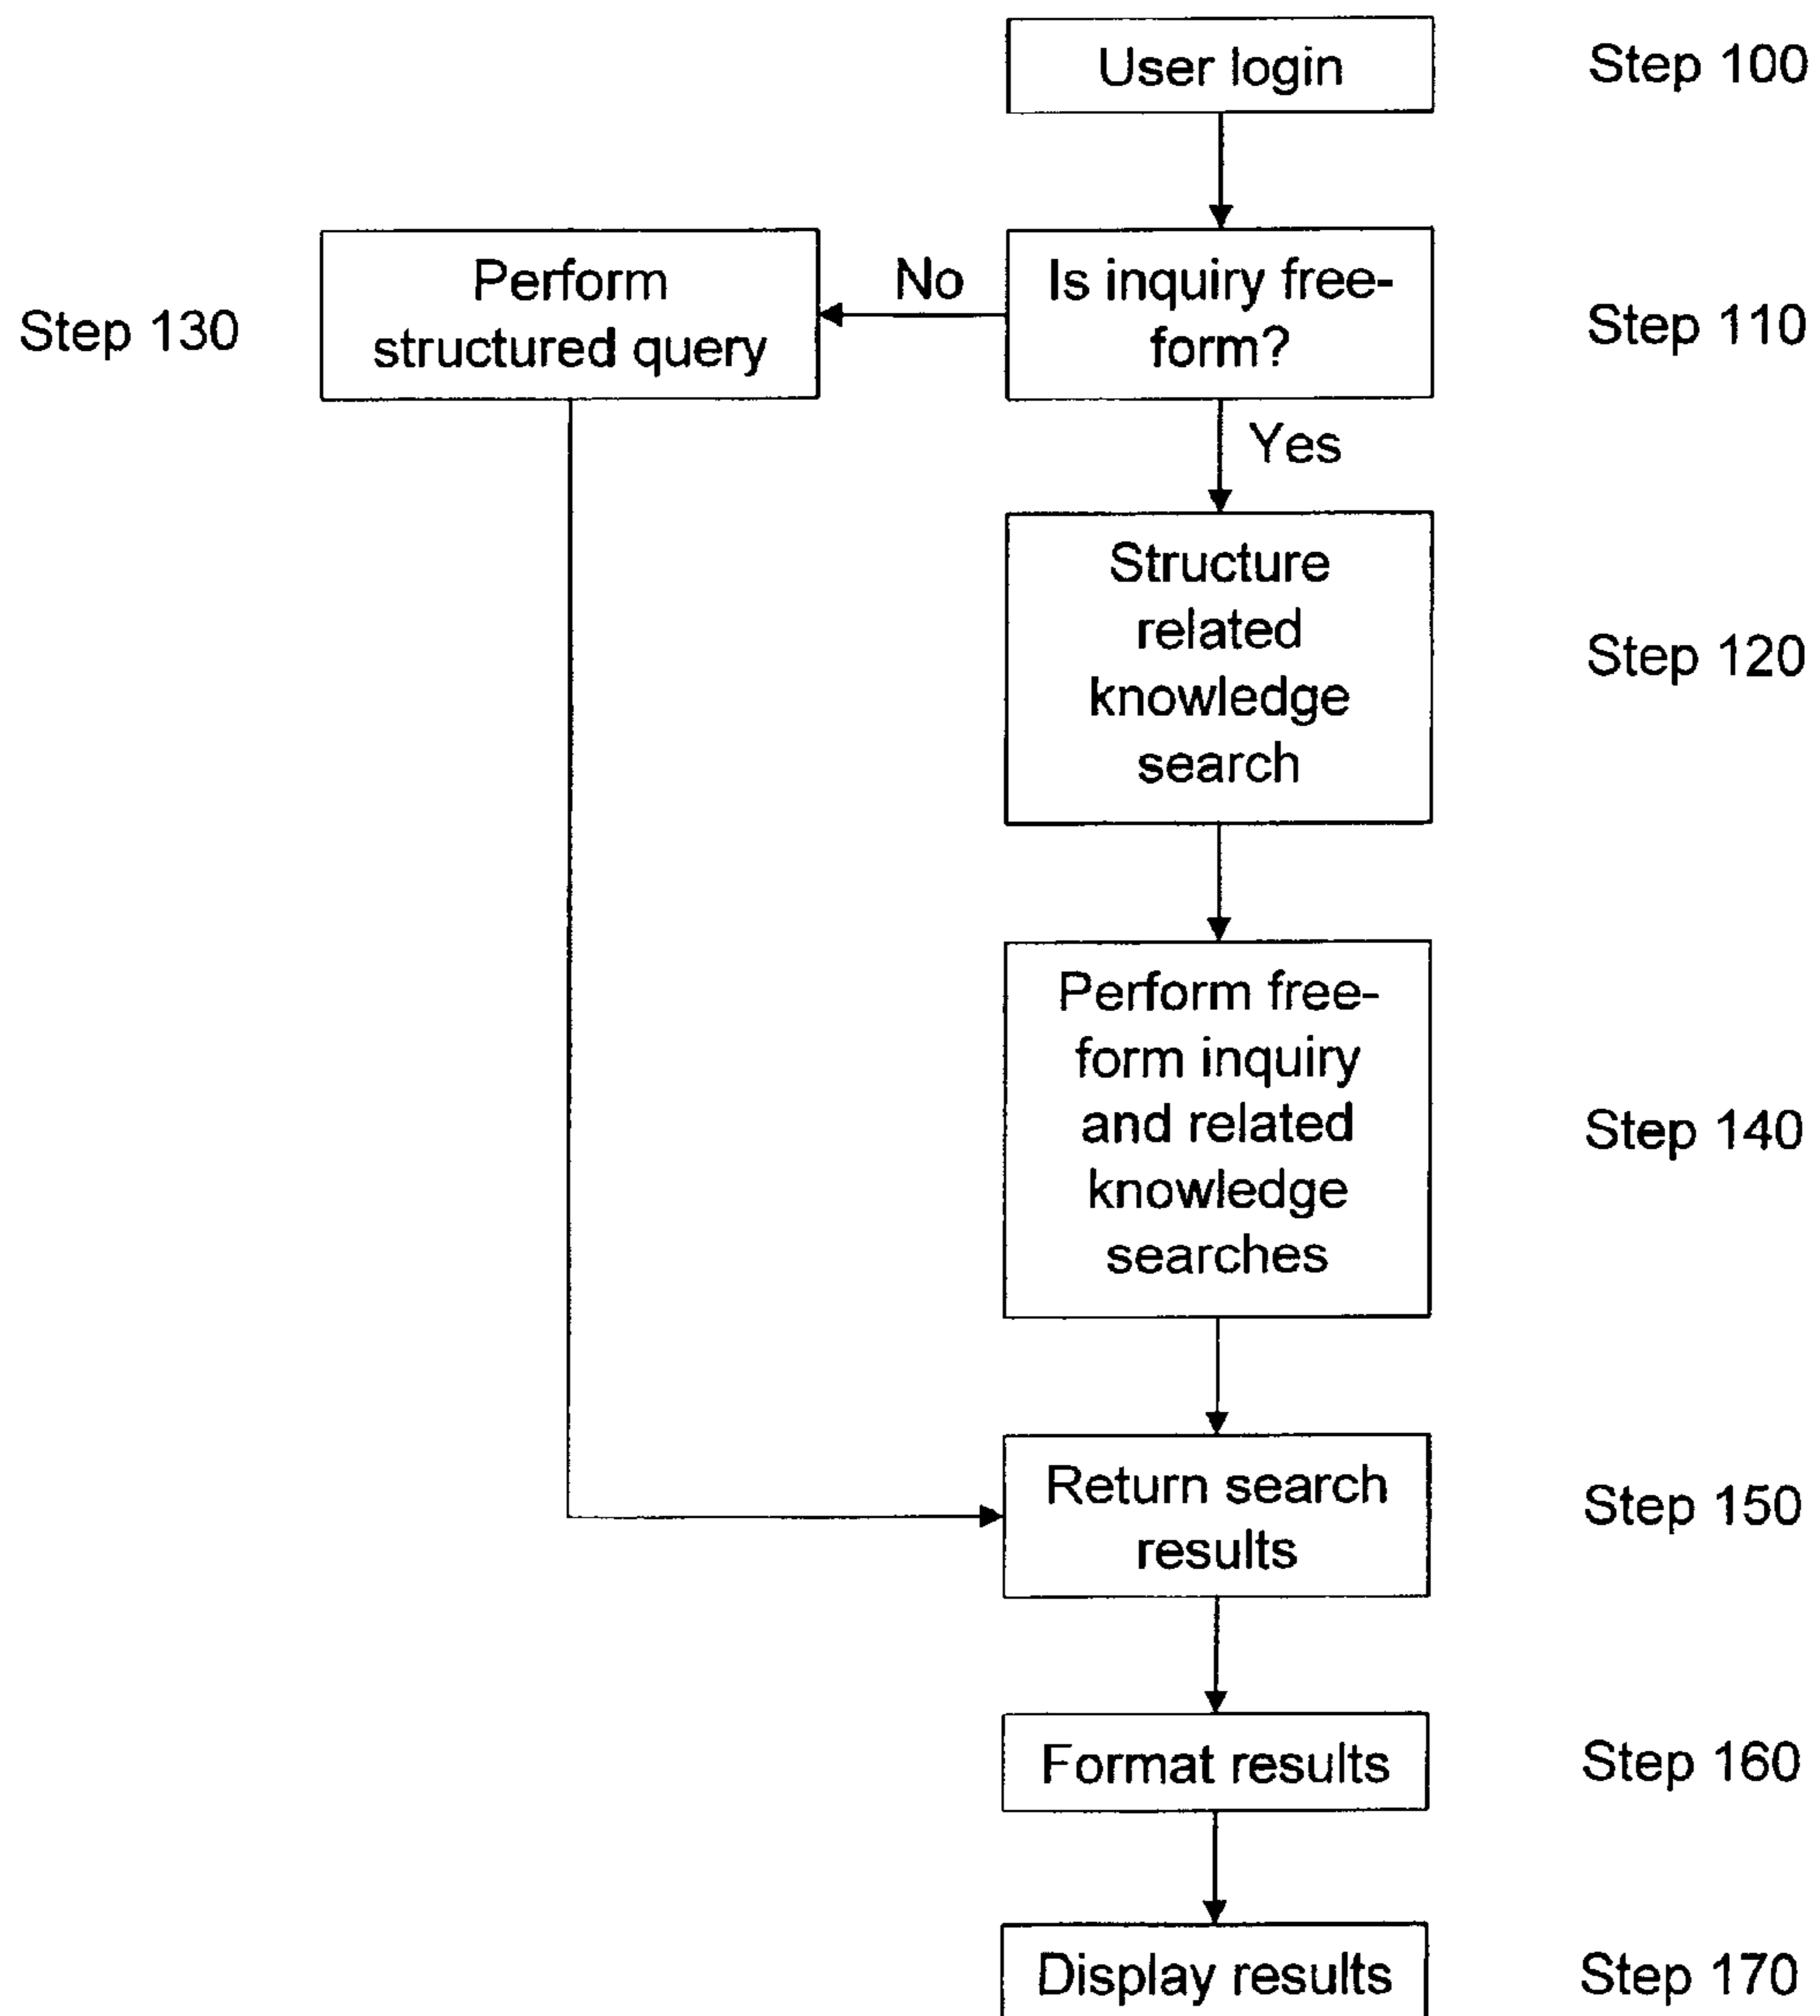 User login
Step 100
Perform
structured query
Step 130
No
Is inquiry free-
form?
Step 110
Yes
Structure
related
knowledge
search
Step 120
Perform free-
form inquiry
and related
knowledge
searches
Step 140
Return search
results
Step 150
Format results
Step 160
Display results
Step 170